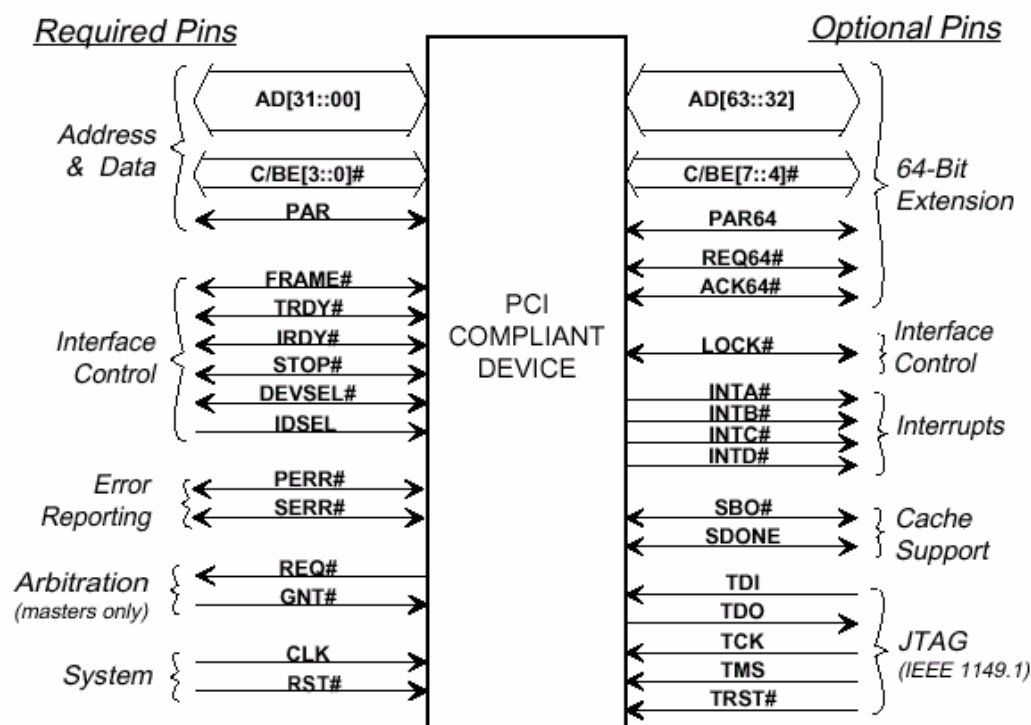 Required Pins
Address
& Data
AD[31::00]
C/BE[3::0]#
PAR
Interface
Control
FRAME#
TRDY#
IRDY#
STOP#
DEVSEL#
IDSEL
Error
Reporting
PERR#
SERR#
Arbitration
(masters only)
REQ#
GNT#
System
CLK
RST#
PCI
COMPLIANT
DEVICE
Optional Pins
AD[63::32]
C/BE[7::4]#
PAR64
REQ64#
ACK64#
64-Bit
Extension
LOCK#
Interface
Control
INTA#
INTB#
INTC#
INTD#
Interrupts
SBO#
SDONE
Cache
Support
TDI
TDO
TCK
TMS
TRST#
JTAG
(IEEE 1149.1)